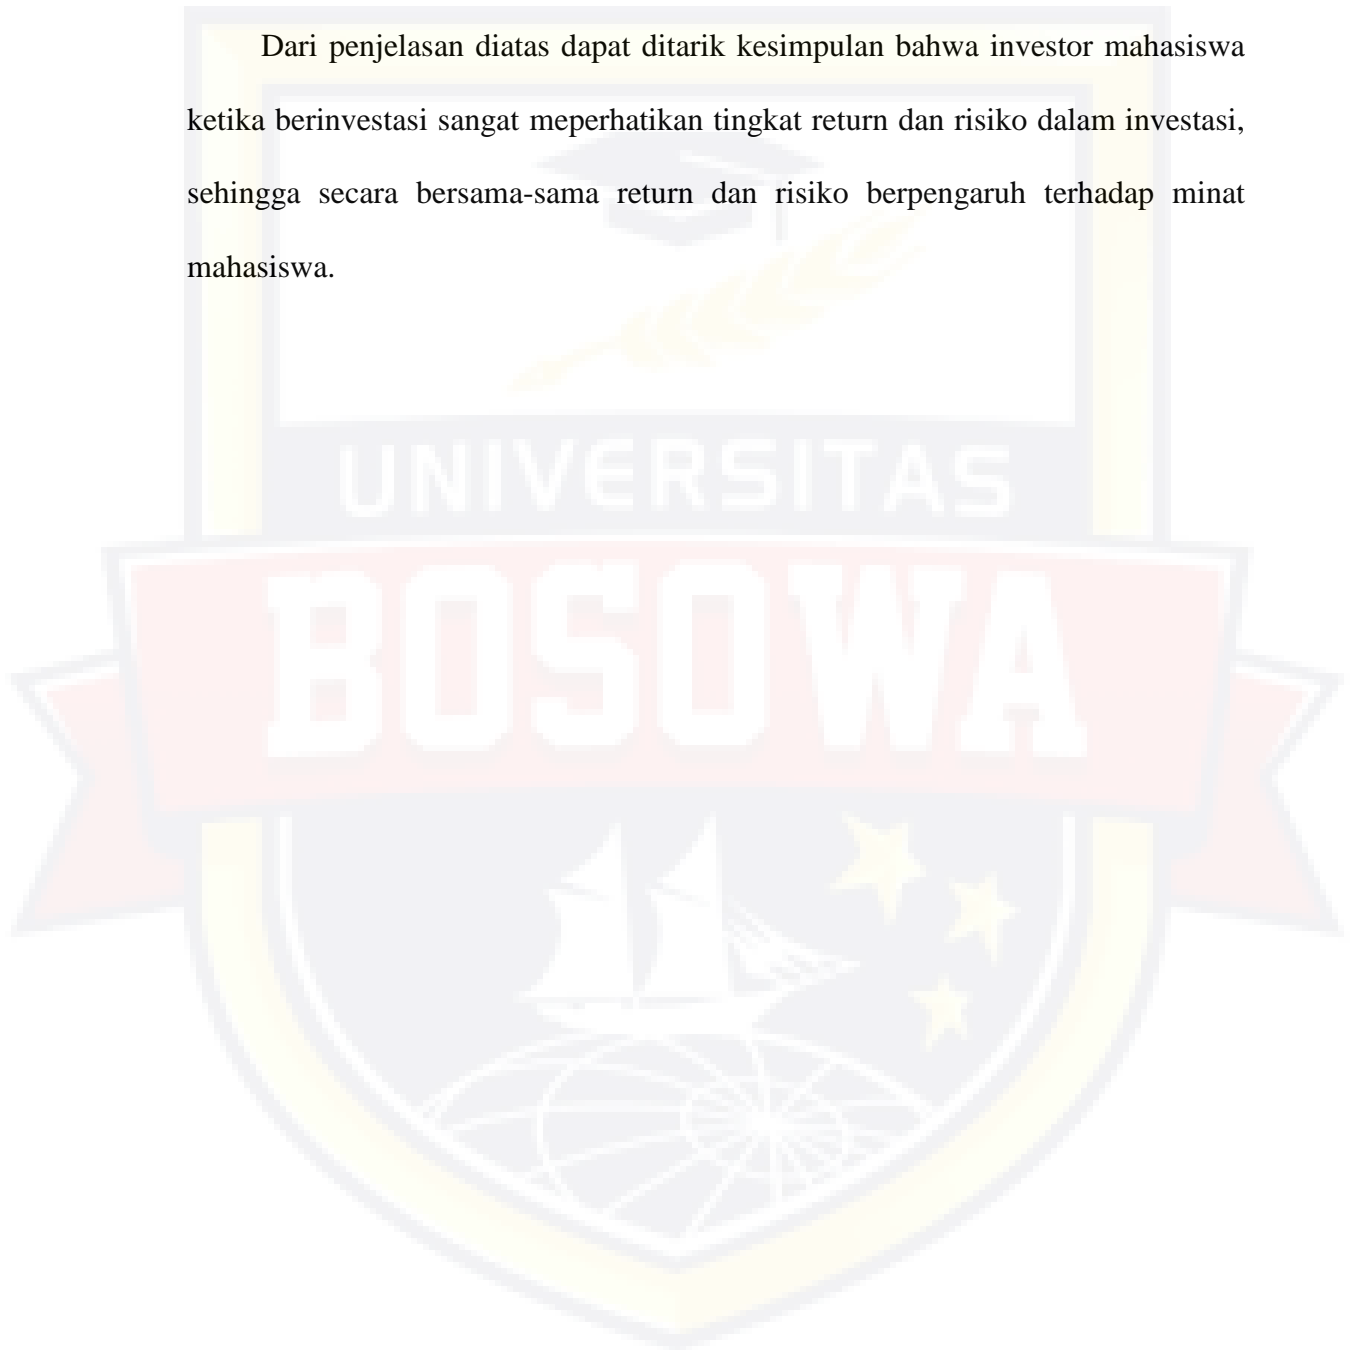 Dari penjelasan diatas dapat ditarik kesimpulan bahwa investor mahasiswa
ketika berinvestasi sangat meperhatikan tingkat return dan risiko dalam investasi,
sehingga secara bersama-sama return dan risiko berpengaruh terhadap minat
mahasiswa.
UNIVERSITAS
BOSOWA